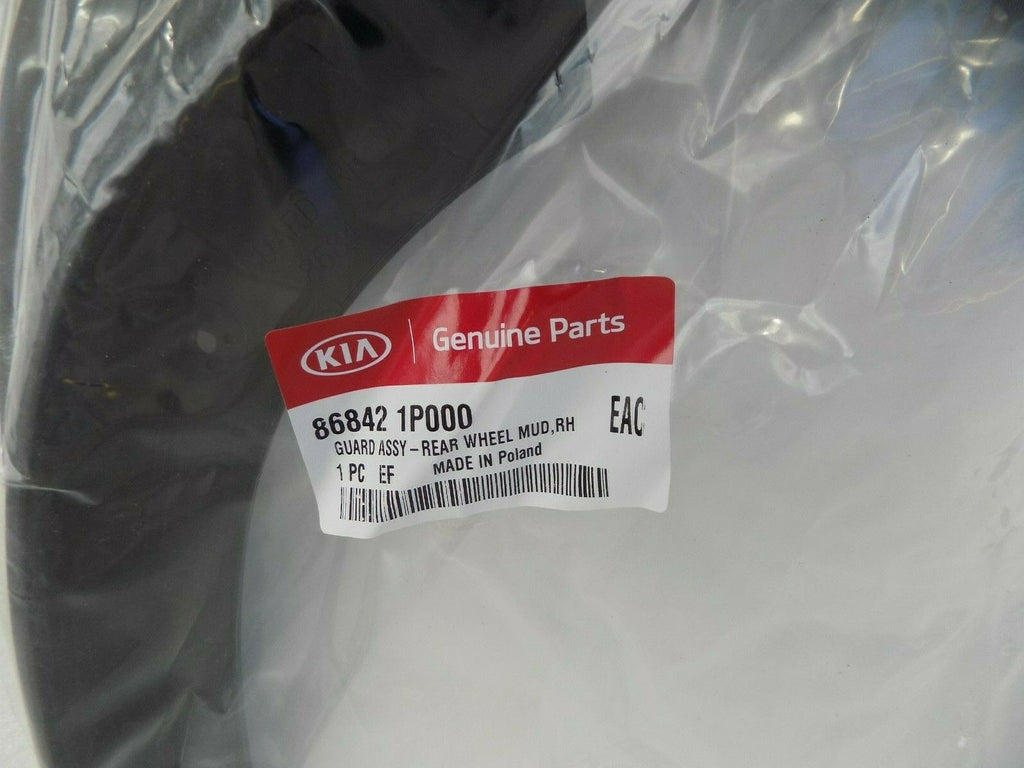 KIA Genuine Parts
86842 1P000
EAC
GUARD ASSY-REAR WHEEL MUD,RH
1 PC EF MADE IN Poland